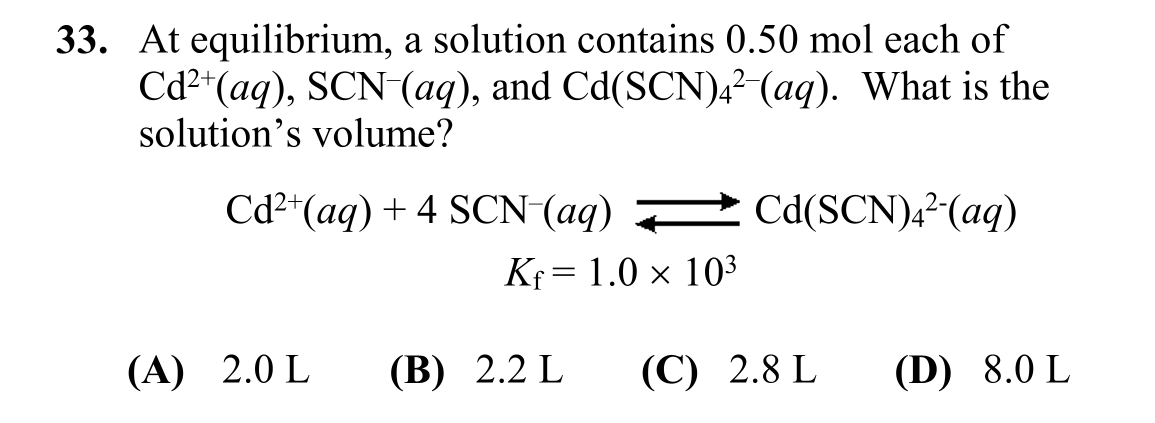 33. At equilibrium, a solution contains 0.50 mol each of
Cd²⁺(aq), SCN⁻(aq), and Cd(SCN)₄²⁻(aq). What is the
solution’s volume?
Cd²⁺(aq) + 4 SCN⁻(aq) ⇌ Cd(SCN)₄²⁻(aq)
K_f = 1.0 × 10³
(A) 2.0 L (B) 2.2 L (C) 2.8 L (D) 8.0 L